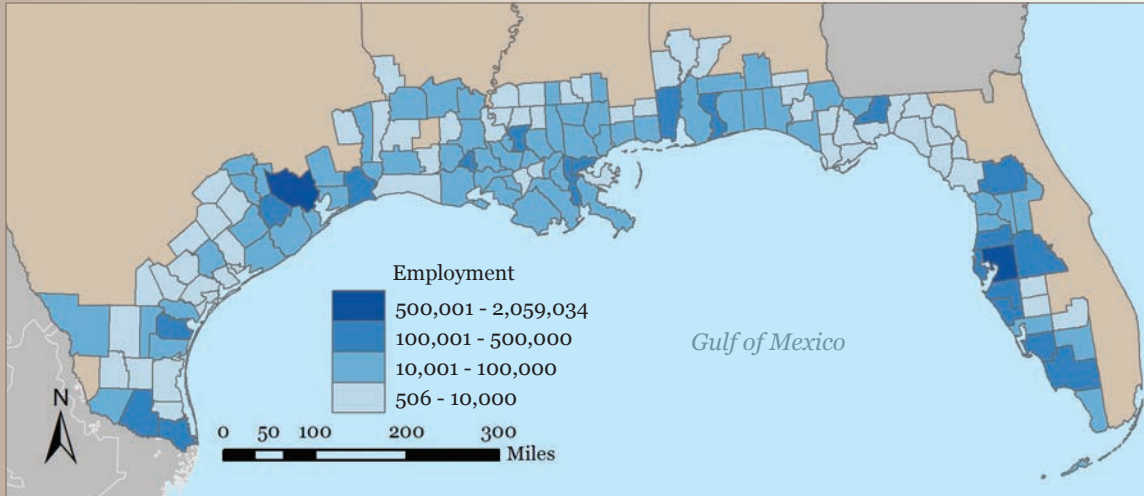 Employment
500,001 - 2,059,034
100,001 - 500,000
10,001 - 100,000
506 - 10,000
Gulf of Mexico
N
0 50 100 200 300
Miles